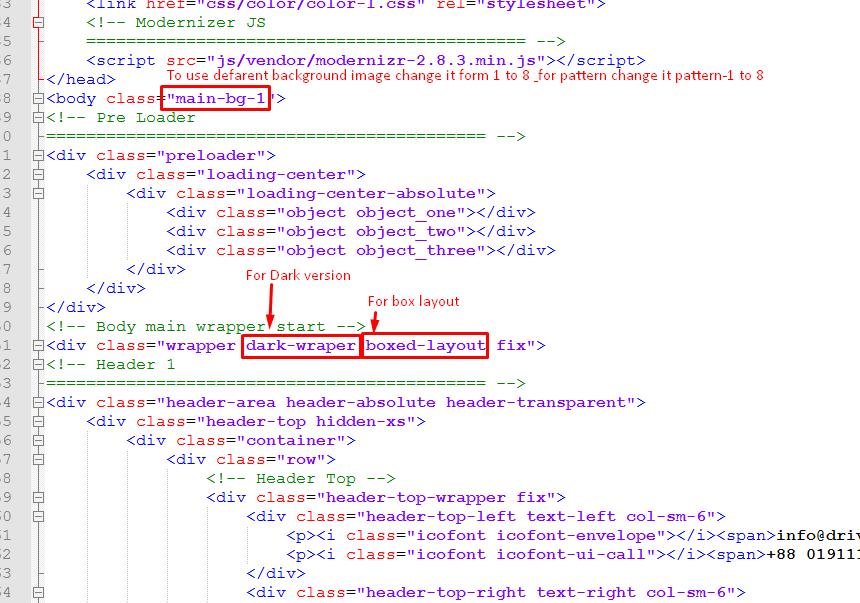 3 <link href="css/color/color-1.css" rel="stylesheet">
4 <!-- Modernizer JS
5 ============================================ -->
6 <script src="js/vendor/modernizr-2.8.3.min.js"></script>
To use defarent background image change it form 1 to 8 ,for pattern change it pattern-1 to 8
7 </head>
8 <body class="main-bg-1">
9 <!-- Pre Loader
0 ============================================ -->
1 <div class="preloader">
2 <div class="loading-center">
3 <div class="loading-center-absolute">
4 <div class="object object_one"></div>
5 <div class="object object_two"></div>
6 <div class="object object_three"></div>
7 </div>
For Dark version
8 </div>
For box layout
9 </div>
0 <!-- Body main wrapper start -->
1 <div class="wrapper dark-wraper boxed-layout fix">
2 <!-- Header 1
3 ============================================ -->
4 <div class="header-area header-absolute header-transparent">
5 <div class="header-top hidden-xs">
6 <div class="container">
7 <div class="row">
8 <!-- Header Top -->
9 <div class="header-top-wrapper fix">
0 <div class="header-top-left text-left col-sm-6">
1 <p><i class="icofont icofont-envelope"></i><span>info@driv
2 <p><i class="icofont icofont-ui-call"></i><span>+88 019111
3 </div>
4 <div class="header-top-right text-right col-sm-6">